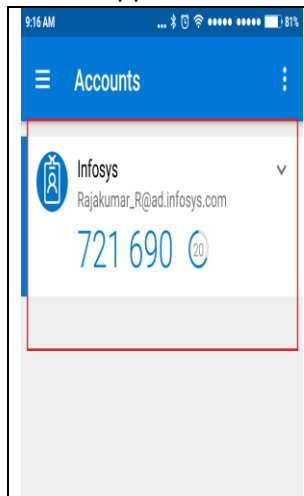 9:16 AM ... 81%
Accounts
Infosys
Rajakumar_R@ad.infosys.com
721 690 20